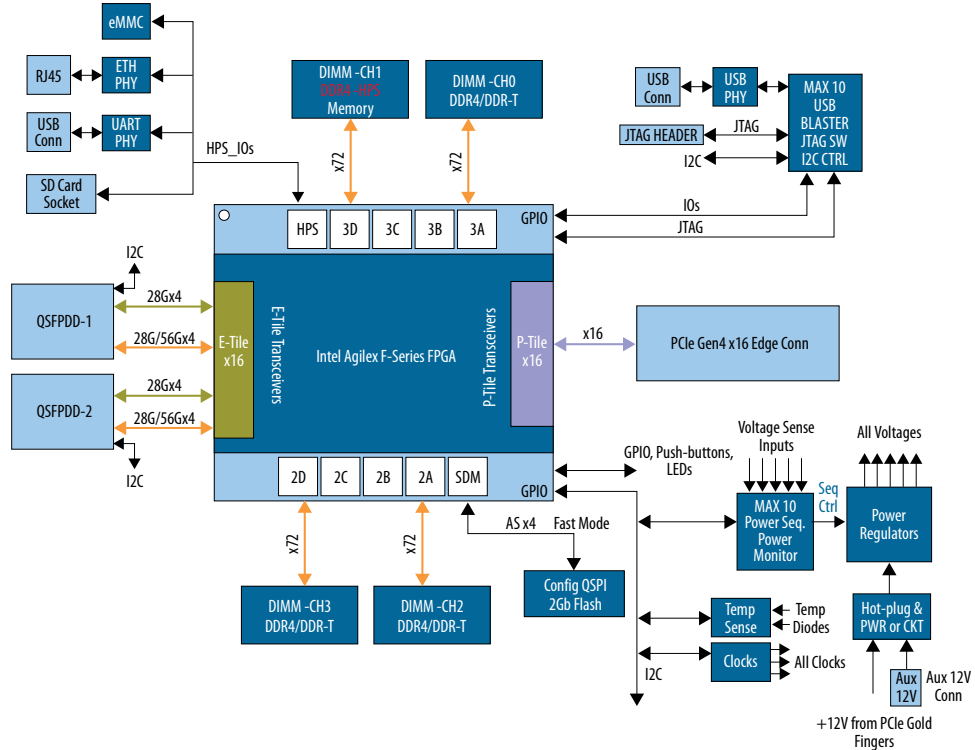 eMMC
RJ45
ETH
PHY
USB
Conn
UART
PHY
SD Card
Socket
HPS_IOs
DIMM -CH1
DDR4 -HPS
Memory
DIMM -CH0
DDR4/DDR-T
x72
x72
USB
Conn
USB
PHY
MAX 10
USB
BLASTER
JTAG SW
I2C CTRL
JTAG HEADER
JTAG
I2C
IOs
JTAG
HPS
3D
3C
3B
3A
GPIO
I2C
QSFPDD-1
28Gx4
28G/56Gx4
QSFPDD-2
28Gx4
28G/56Gx4
I2C
E-Tile
x16
E-Tile Transceivers
Intel Agilex F-Series FPGA
P-Tile Transceivers
P-Tile
x16
x16
PCIe Gen4 x16 Edge Conn
2D
2C
2B
2A
SDM
GPIO
GPIO, Push-buttons,
LEDs
x72
x72
AS x4
Fast Mode
DIMM -CH3
DDR4/DDR-T
DIMM -CH2
DDR4/DDR-T
Config QSPI
2Gb Flash
Voltage Sense
Inputs
All Voltages
MAX 10
Power Seq.
Power
Monitor
Seq
Ctrl
Power
Regulators
Temp
Sense
Temp
Diodes
Clocks
All Clocks
I2C
Hot-plug &
PWR or CKT
Aux
12V
Aux 12V
Conn
+12V from PCIe Gold
Fingers